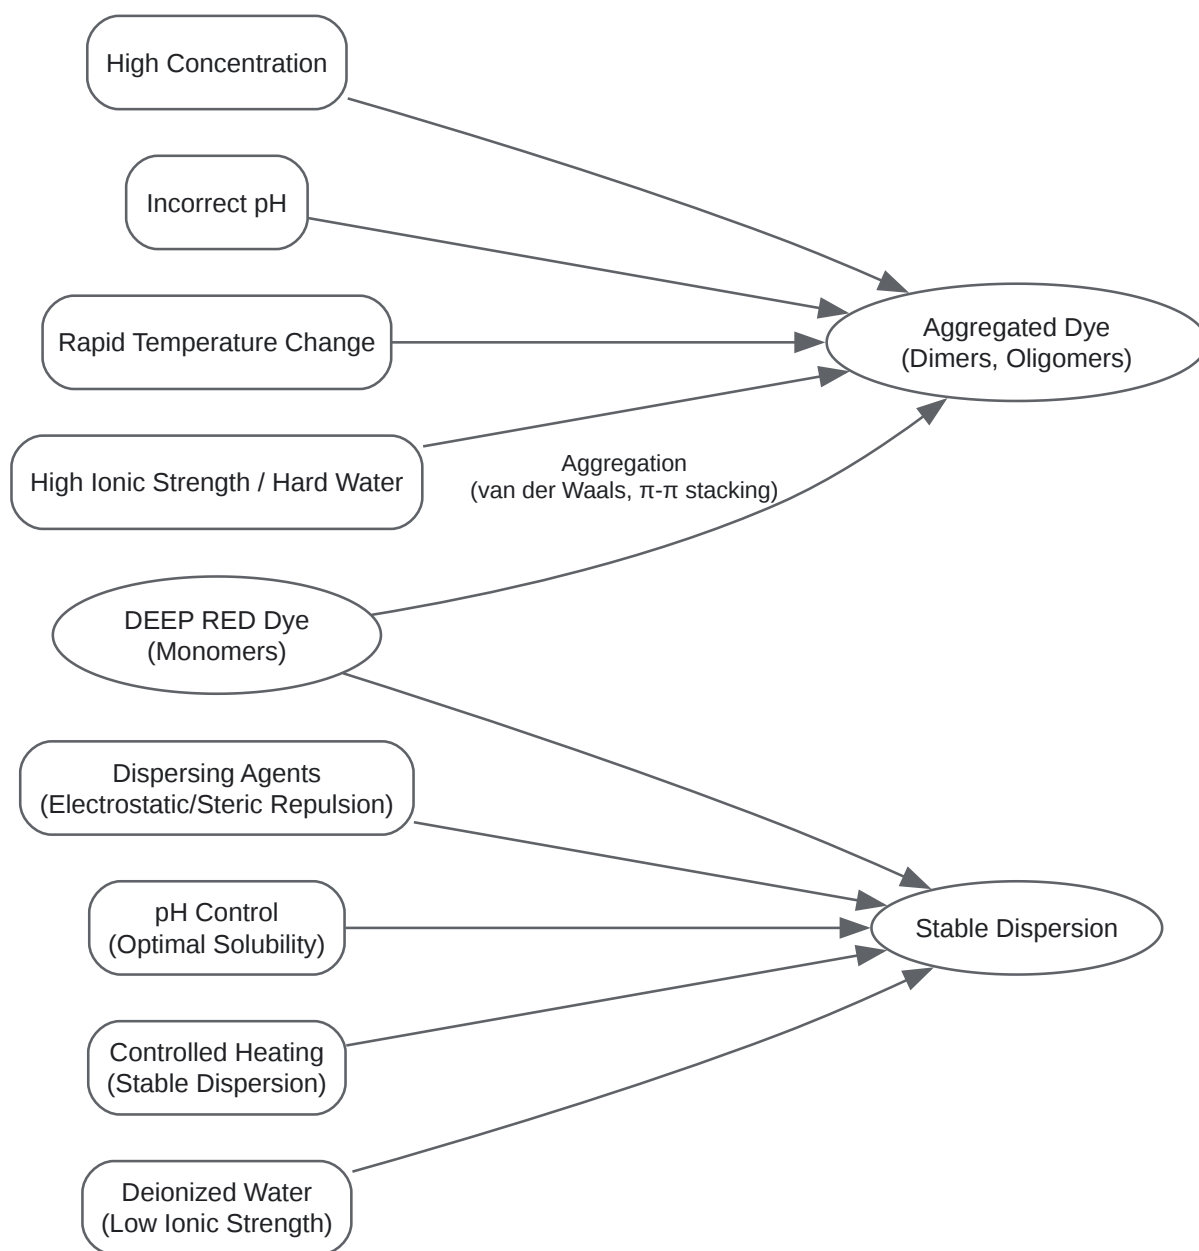 High Concentration
Incorrect pH
Rapid Temperature Change
High Ionic Strength / Hard Water
Aggregated Dye
(Dimers, Oligomers)
Aggregation
(van der Waals, π-π stacking)
DEEP RED Dye
(Monomers)
Dispersing Agents
(Electrostatic/Steric Repulsion)
pH Control
(Optimal Solubility)
Stable Dispersion
Controlled Heating
(Stable Dispersion)
Deionized Water
(Low Ionic Strength)